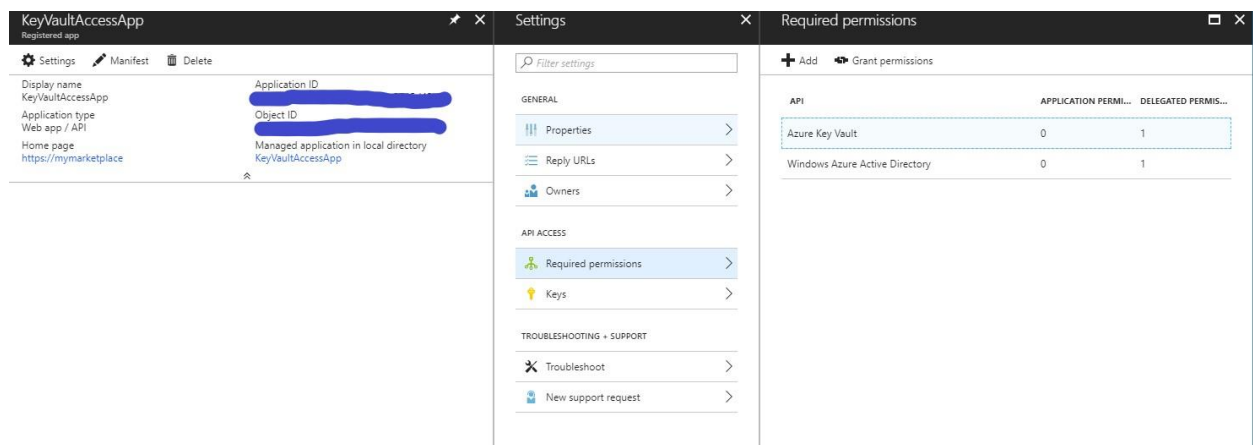 KeyVaultAccessApp
Registered app
Settings
Manifest
Delete
Display name
KeyVaultAccessApp
Application type
Web app / API
Home page
https://mymarketplace
Application ID
Object ID
Managed application in local directory
KeyVaultAccessApp
Settings
Filter settings
GENERAL
Properties
Reply URLs
Owners
API ACCESS
Required permissions
Keys
TROUBLESHOOTING + SUPPORT
Troubleshoot
New support request
Required permissions
Add
Grant permissions
API APPLICATION PERMI... DELEGATED PERMIS...
Azure Key Vault 0 1
Windows Azure Active Directory 0 1